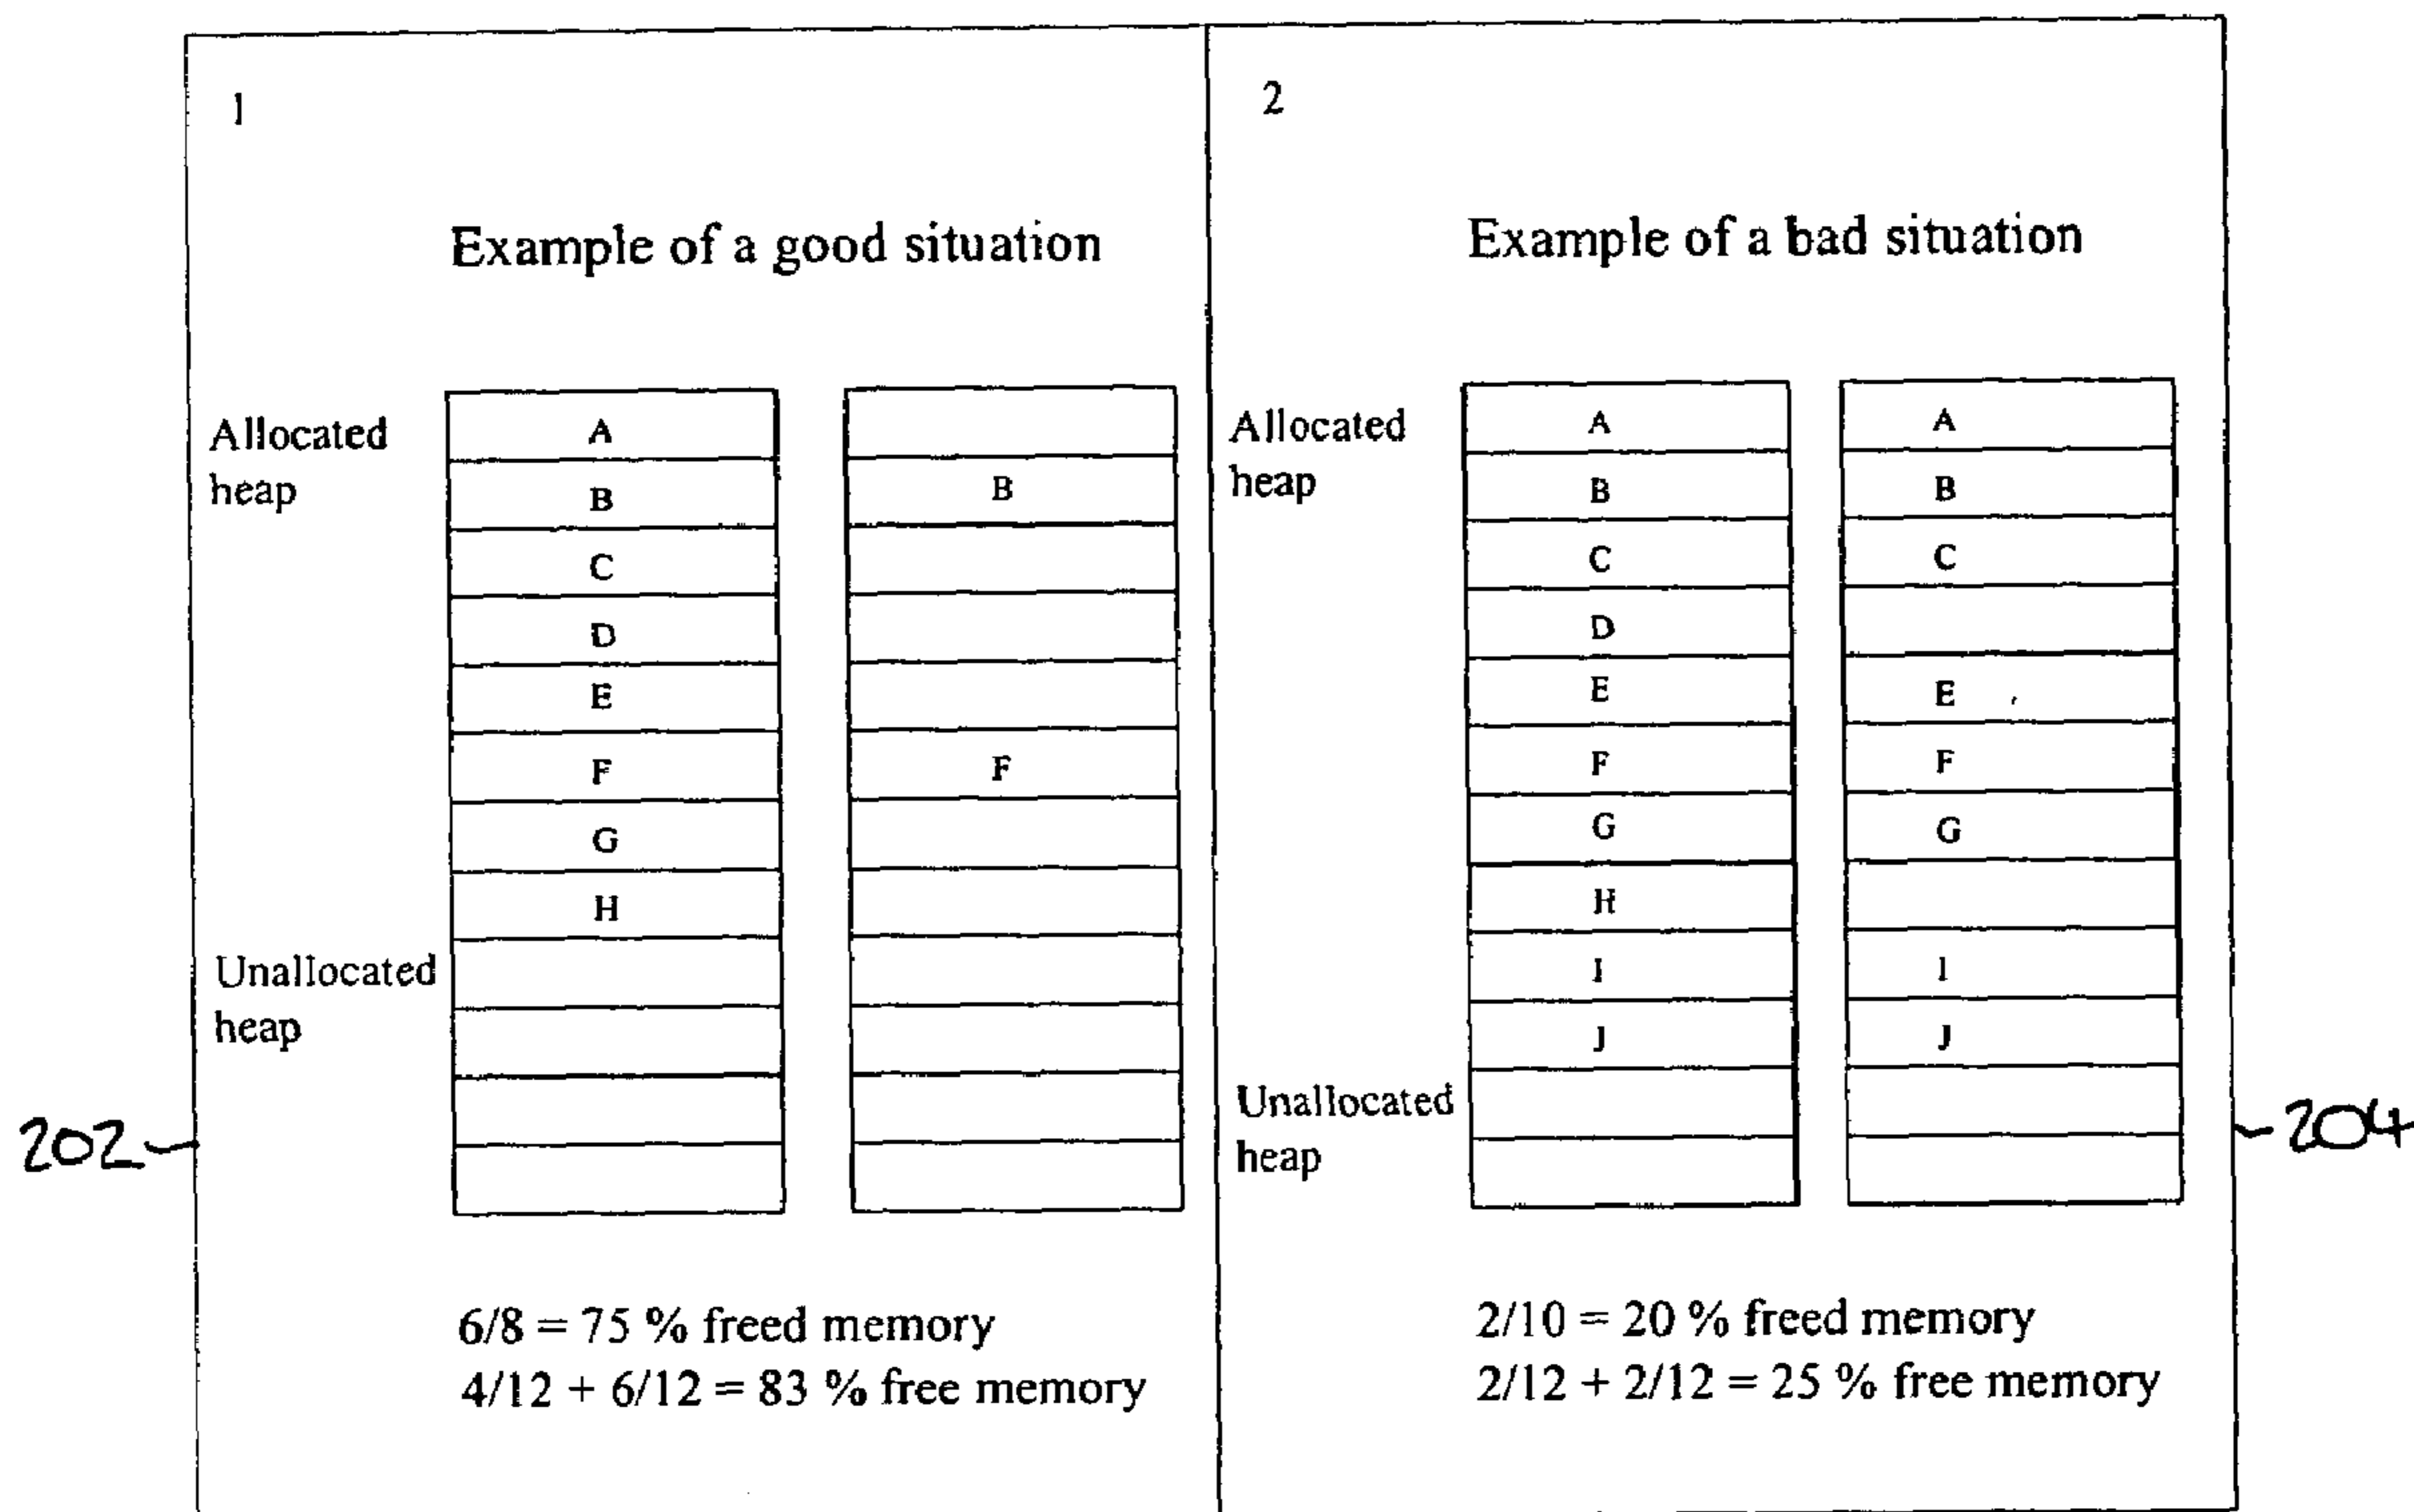 1
Example of a good situation
Allocated
heap
A
B
C
D
E
F
G
H
B
F
Unallocated
heap
202
6/8 = 75 % freed memory
4/12 + 6/12 = 83 % free memory
2
Example of a bad situation
Allocated
heap
A
B
C
D
E
F
G
H
I
J
A
B
C
E
F
G
I
J
Unallocated
heap
204
2/10 = 20 % freed memory
2/12 + 2/12 = 25 % free memory